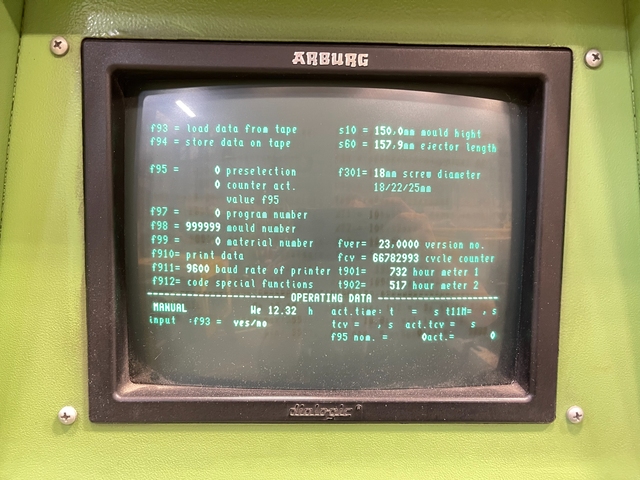 ARBURG
f93 = load data from tape s10 = 150,0mm mould hight
f94 = store data on tape s60 = 157,9mm ejector length
f95 = 0 preselection f301= 18mm screw diameter
0 counter act. 18/22/25mm
value f95
f97 = 0 program number
f98 = 999999 mould number
f99 = 0 material number fver= 23,0000 version no.
f910= print data fcv = 66782993 cycle counter
f911= 9600 baud rate of printer t901= 732 hour meter 1
f912= code special functions t902= 517 hour meter 2
OPERATING DATA
MANUAL We 12.32 h act.time: t = s t11M= , s
input :f93 = yes/no tcv = , s act.tcv = s
f95 nom. = 0act.= 0
dialogic